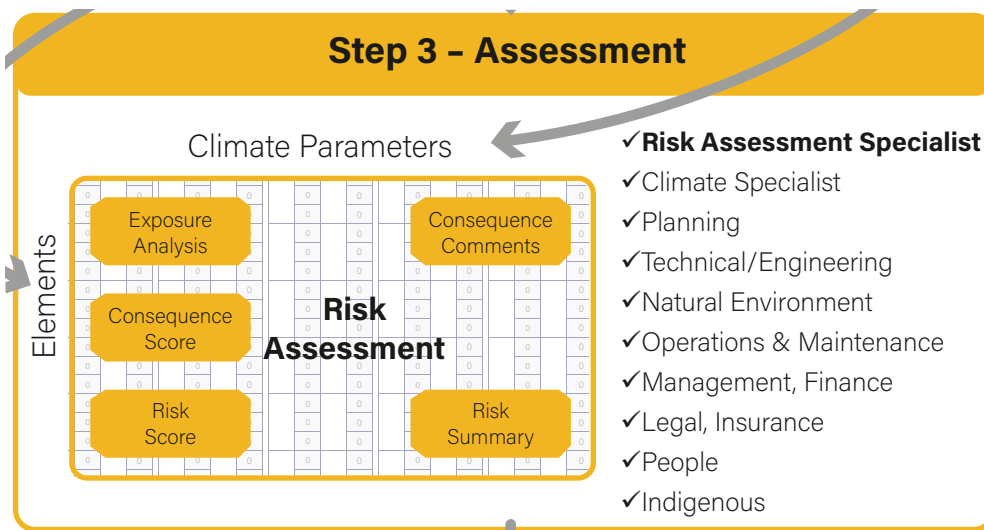 Step 3 – Assessment
Climate Parameters
Elements
Exposure
Analysis
Consequence
Comments
Consequence
Score
Risk
Assessment
Risk
Score
Risk
Summary
✓Risk Assessment Specialist
✓Climate Specialist
✓Planning
✓Technical/Engineering
✓Natural Environment
✓Operations & Maintenance
✓Management, Finance
✓Legal, Insurance
✓People
✓Indigenous